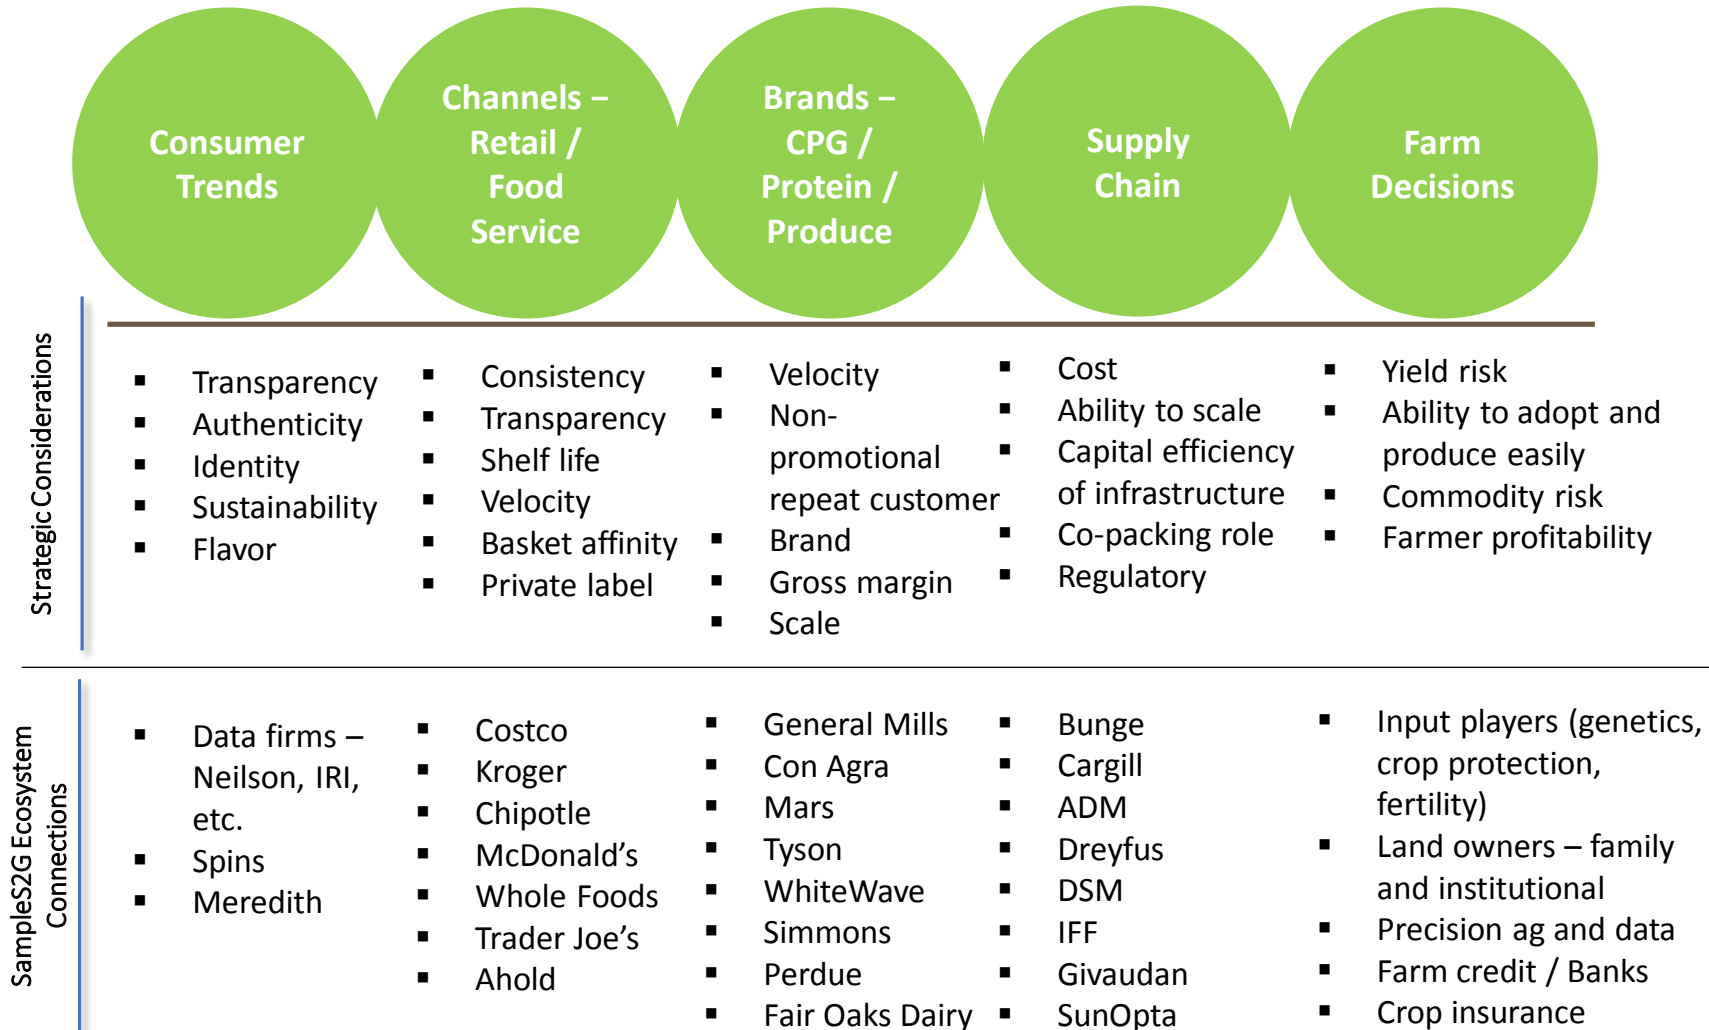 Consumer
Trends
Channels –
Retail /
Food
Service
Brands –
CPG /
Protein /
Produce
Supply
Chain
Farm
Decisions
Strategic Considerations
▪ Transparency
▪ Authenticity
▪ Identity
▪ Sustainability
▪ Flavor
▪ Consistency
▪ Transparency
▪ Shelf life
▪ Velocity
▪ Basket affinity
▪ Private label
▪ Velocity
▪ Non-
promotional
repeat customer
▪ Brand
▪ Gross margin
▪ Scale
▪ Cost
▪ Ability to scale
▪ Capital efficiency
of infrastructure
▪ Co-packing role
▪ Regulatory
▪ Yield risk
▪ Ability to adopt and
produce easily
▪ Commodity risk
▪ Farmer profitability
SampleS2G Ecosystem
Connections
▪ Data firms –
Neilson, IRI,
etc.
▪ Spins
▪ Meredith
▪ Costco
▪ Kroger
▪ Chipotle
▪ McDonald’s
▪ Whole Foods
▪ Trader Joe’s
▪ Ahold
▪ General Mills
▪ Con Agra
▪ Mars
▪ Tyson
▪ WhiteWave
▪ Simmons
▪ Perdue
▪ Fair Oaks Dairy
▪ Bunge
▪ Cargill
▪ ADM
▪ Dreyfus
▪ DSM
▪ IFF
▪ Givaudan
▪ SunOpta
▪ Input players (genetics,
crop protection,
fertility)
▪ Land owners – family
and institutional
▪ Precision ag and data
▪ Farm credit / Banks
▪ Crop insurance